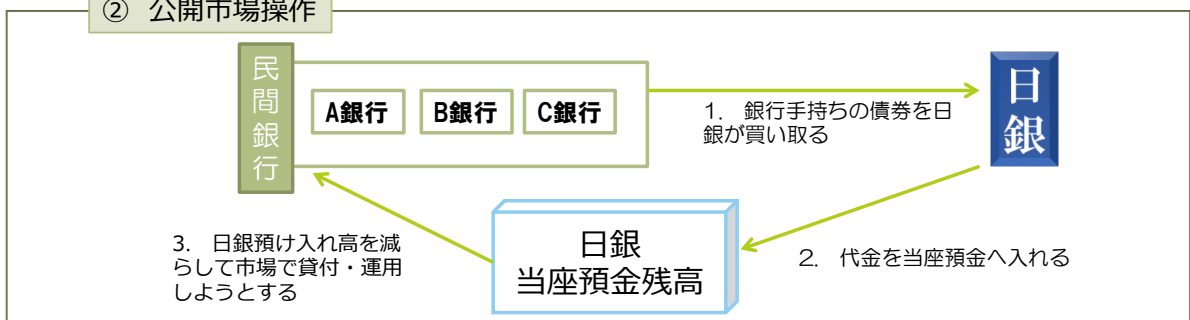 ② 公開市場操作
民間銀行
A銀行
B銀行
C銀行
1. 銀行手持ちの債券を日
銀が買い取る
日銀
3. 日銀預け入れ高を減
らして市場で貸付・運用
しようとする
日銀
当座預金残高
2. 代金を当座預金へ入れる